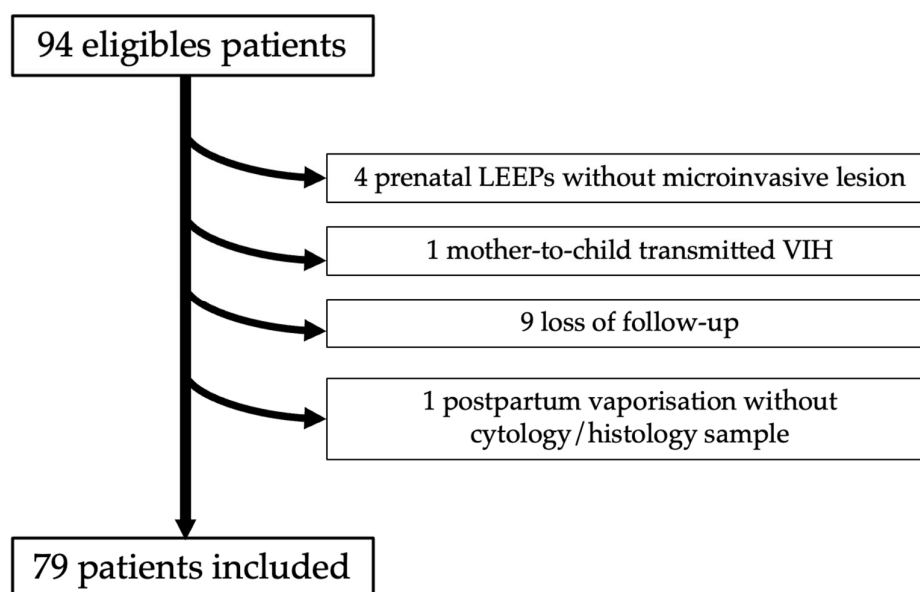 94 eligibles patients
4 prenatal LEEPs without microinvasive lesion
1 mother-to-child transmitted VIH
9 loss of follow-up
1 postpartum vaporisation without
cytology/histology sample
79 patients included